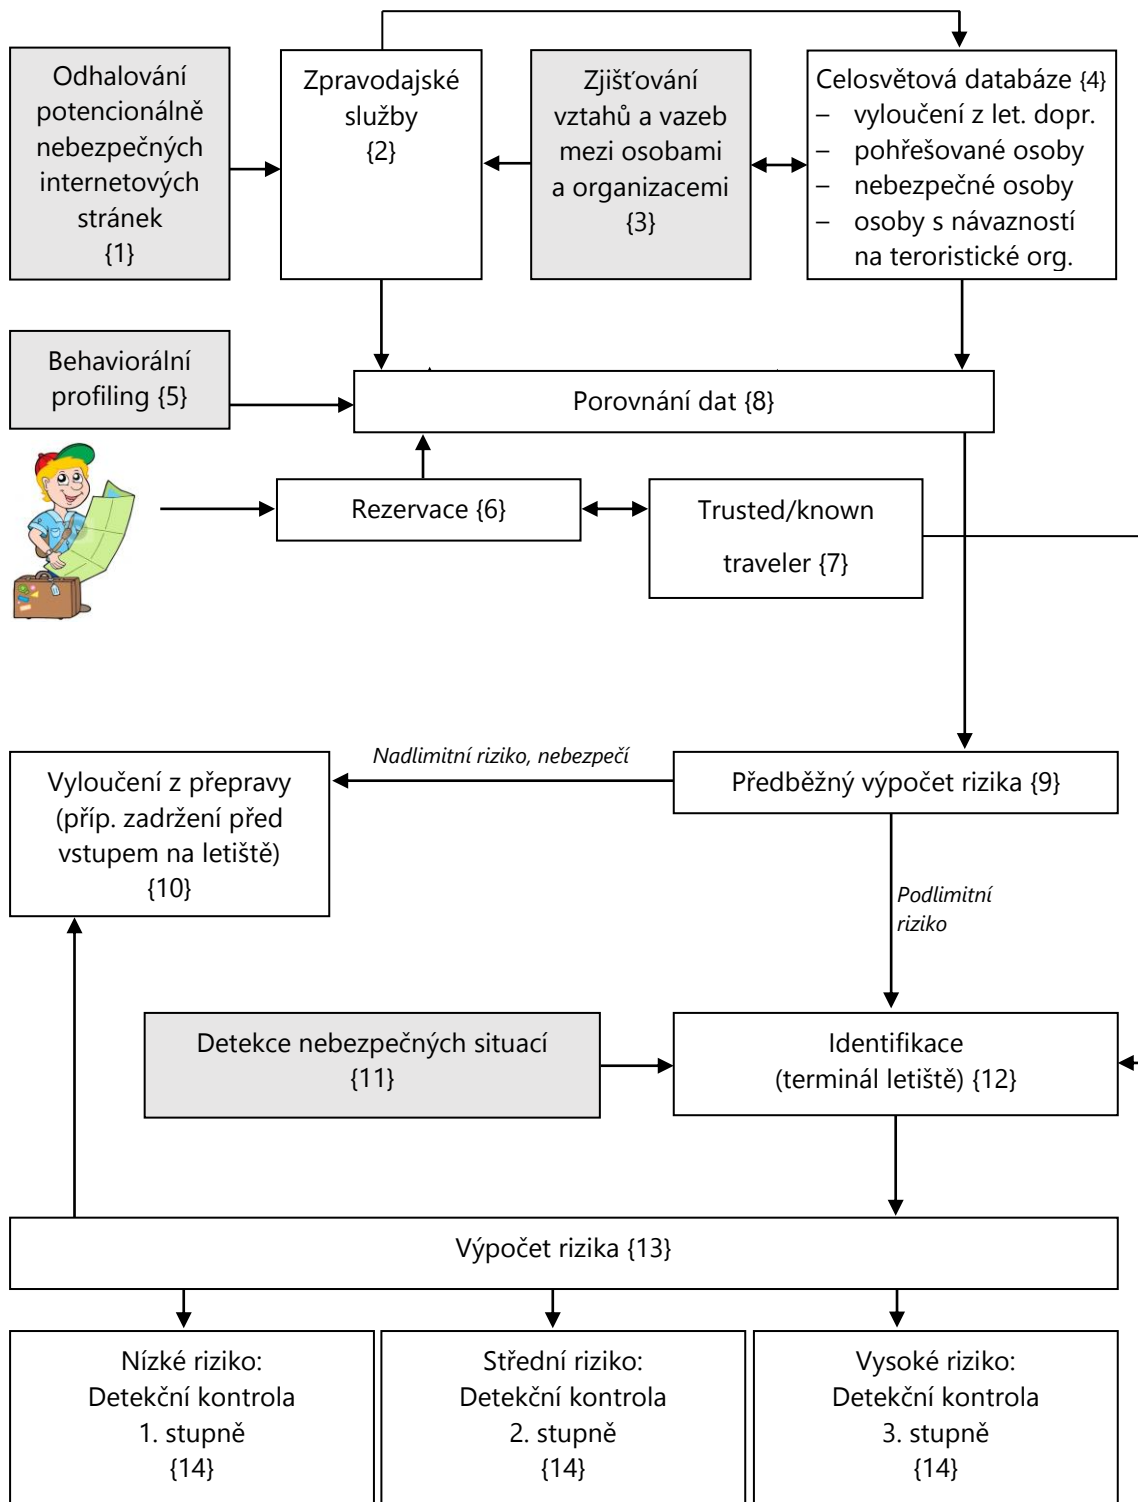 Odhalování
potencionálně
nebezpečných
internetových
stránek
{1}
Zpravodajské
služby
{2}
Zjišťování
vztahů a vazeb
mezi osobami
a organizacemi
{3}
Celosvětová databáze {4}
– vyloučení z let. dopr.
– pohřešované osoby
– nebezpečné osoby
– osoby s návazností
na teroristické org.
Behaviorální
profiling {5}
Porovnání dat {8}
Rezervace {6}
Trusted/known
traveler {7}
Nadlimitní riziko, nebezpečí
Vyloučení z přepravy
(příp. zadržení před
vstupem na letiště)
{10}
Předběžný výpočet rizika {9}
Podlimitní
riziko
Detekce nebezpečných situací
{11}
Identifikace
(terminál letiště) {12}
Výpočet rizika {13}
Nízké riziko:
Detekční kontrola
1. stupně
{14}
Střední riziko:
Detekční kontrola
2. stupně
{14}
Vysoké riziko:
Detekční kontrola
3. stupně
{14}